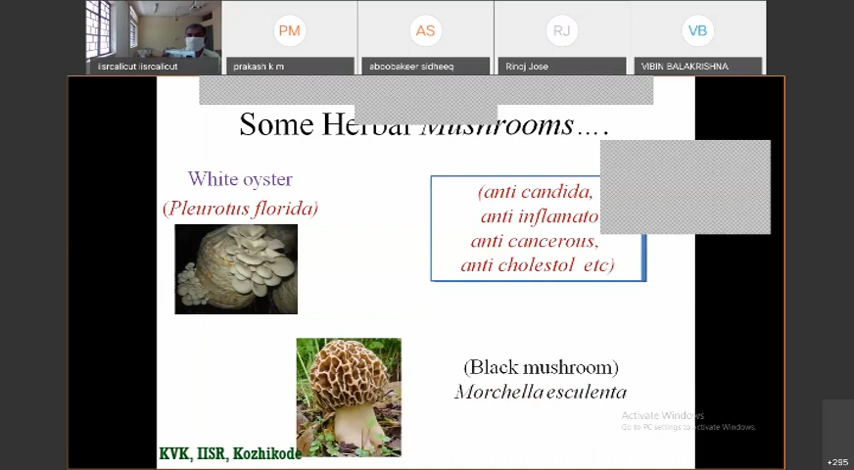 PM
AS
RJ
VB
iisrcalicut iisrcalicut
prakash k m
aboobakeer sidheeq
Rinoj Jose
VIBIN BALAKRISHNA
Some Herbal Mushrooms….
White oyster
(Pleurotus florida)
(anti candida,
anti
anti cancerous,
anti cholestol etc)
(Black mushroom)
Morchella esculenta
Activate Windows
Go to PC settings to activate Windows.
KVK, IISR, Kozhikode
+295